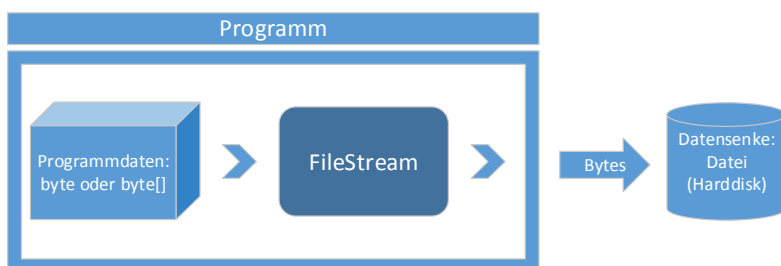 Programm
Programmdaten:
byte oder byte[]
FileStream
Bytes
Datensenke:
Datei
(Harddisk)